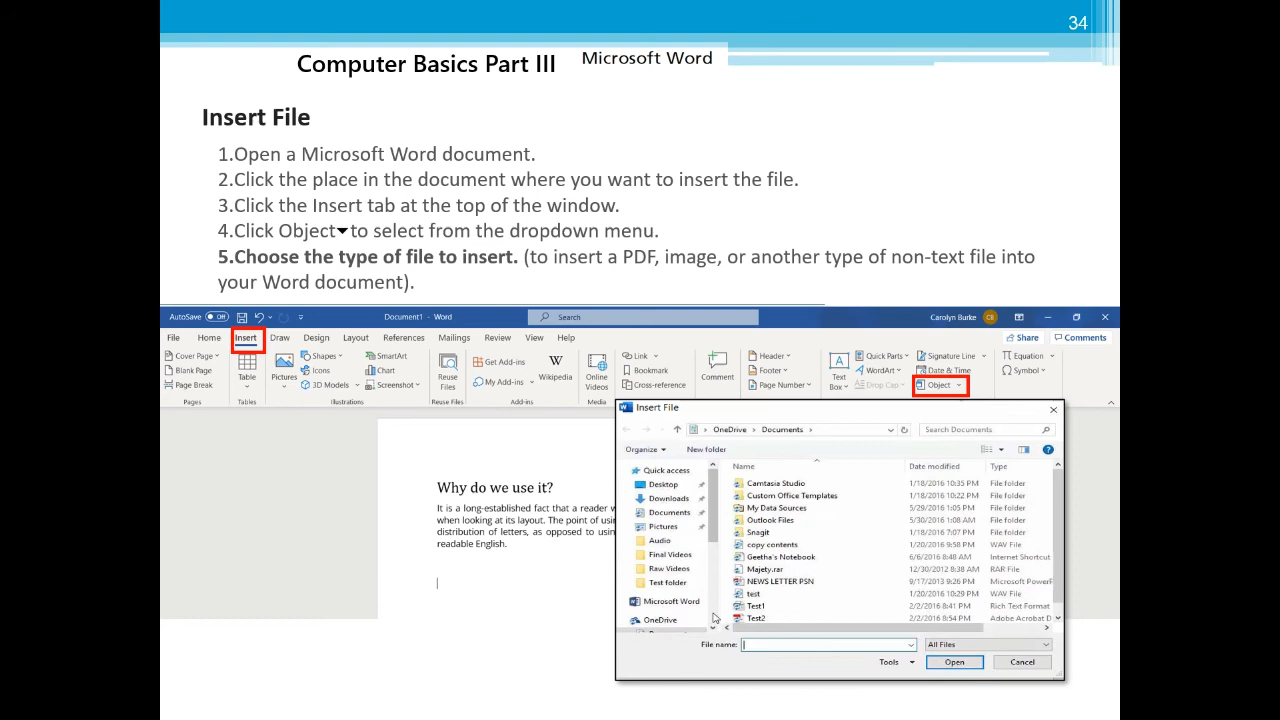 34
Computer Basics Part III
Microsoft Word
Insert File
1.Open a Microsoft Word document.
2.Click the place in the document where you want to insert the file.
3.Click the Insert tab at the top of the window.
4.Click Object to select from the dropdown menu.
5.Choose the type of file to insert. (to insert a PDF, image, or another type of non-text file into
your Word document).
AutoSave Off
Document1 - Word
Search
Carolyn Burke CB
File Home Insert Draw Design Layout References Mailings Review View Help
Share Comments
Cover Page
Blank Page
Page Break
Pages
Table
Tables
Pictures
Shapes
Icons
3D Models
SmartArt
Chart
Screenshot
Illustrations
Reuse
Files
Reuse Files
Get Add-ins
My Add-ins
Wikipedia
Add-ins
Online
Videos
Media
Link
Bookmark
Cross-reference
Comment
Header
Footer
Page Number
Text
Box
Quick Parts
WordArt
Drop Cap
Signature Line
Date & Time
Object
Equation
Symbol
Why do we use it?
It is a long-established fact that a reader w
when looking at its layout. The point of usin
distribution of letters, as opposed to using
readable English.
Insert File
OneDrive Documents
Search Documents
Organize New folder
Quick access
Desktop
Downloads
Documents
Pictures
Audio
Final Videos
Raw Videos
Test folder
Microsoft Word
OneDrive
Name Date modified Type
Camtasia Studio 1/18/2016 10:35 PM File folder
Custom Office Templates 1/18/2016 10:22 PM File folder
My Data Sources 5/29/2016 1:05 PM File folder
Outlook Files 5/30/2016 1:08 AM File folder
Snagit 1/18/2016 7:07 PM File folder
copy contents 1/20/2016 9:58 PM WAV File
Geetha's Notebook 6/6/2016 8:48 AM Internet Shortcut
Majety.rar 12/30/2012 8:38 AM RAR File
NEWS LETTER PSN 9/17/2013 9:26 PM Microsoft PowerP
test 1/20/2016 10:29 PM WAV File
Test1 2/2/2016 8:41 PM Rich Text Format
Test2 2/2/2016 8:54 PM Adobe Acrobat D
File name:
All Files
Tools Open Cancel